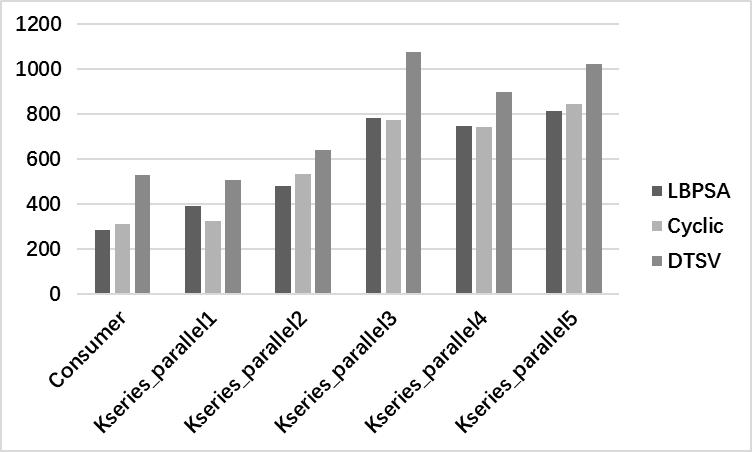 1200
1000
800
600
400
200
0
Consumer
Kseries_parallel1
Kseries_parallel2
Kseries_parallel3
Kseries_parallel4
Kseries_parallel5
LBPSA
Cyclic
DTSV